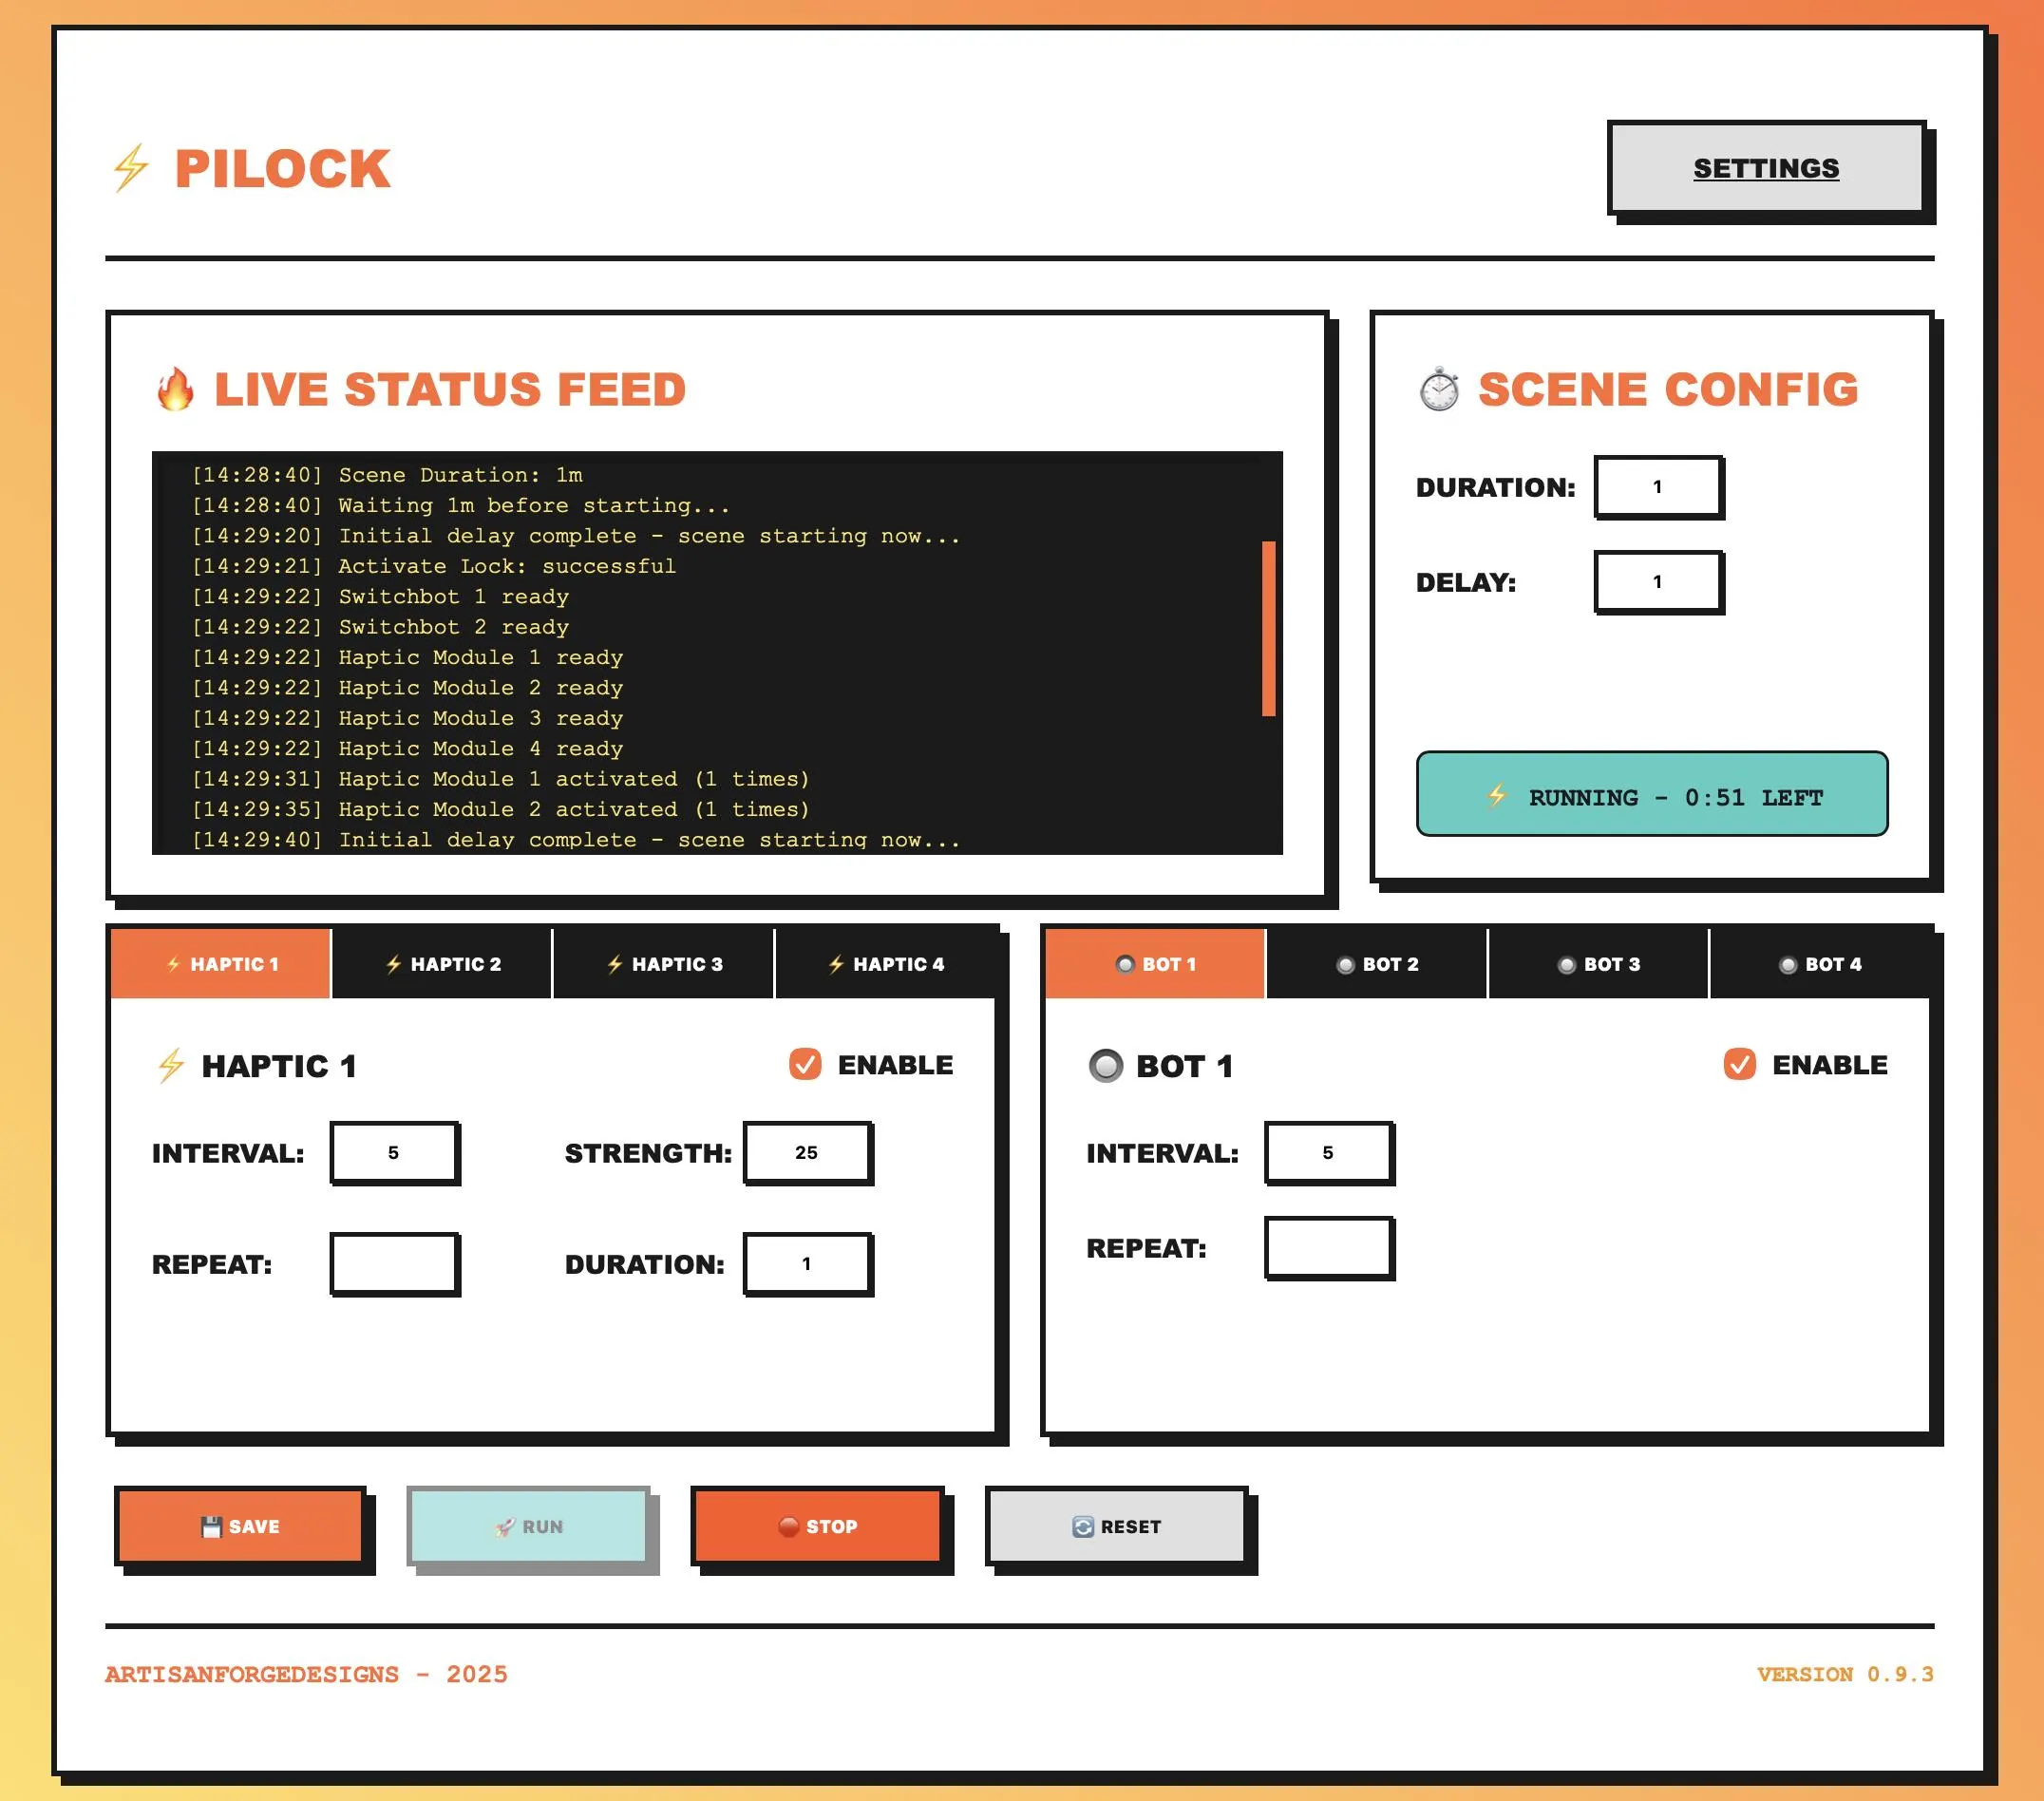 ⚡ PILOCK
SETTINGS
🔥 LIVE STATUS FEED
[14:28:40] Scene Duration: 1m
[14:28:40] Waiting 1m before starting...
[14:29:20] Initial delay complete - scene starting now...
[14:29:21] Activate Lock: successful
[14:29:22] Switchbot 1 ready
[14:29:22] Switchbot 2 ready
[14:29:22] Haptic Module 1 ready
[14:29:22] Haptic Module 2 ready
[14:29:22] Haptic Module 3 ready
[14:29:22] Haptic Module 4 ready
[14:29:31] Haptic Module 1 activated (1 times)
[14:29:35] Haptic Module 2 activated (1 times)
[14:29:40] Initial delay complete - scene starting now...
⏱ SCENE CONFIG
DURATION: 1
DELAY: 1
⚡ RUNNING - 0:51 LEFT
⚡ HAPTIC 1
⚡ HAPTIC 2
⚡ HAPTIC 3
⚡ HAPTIC 4
⚡ HAPTIC 1
ENABLE
INTERVAL: 5
STRENGTH: 25
REPEAT:
DURATION: 1
🔘 BOT 1
🔘 BOT 2
🔘 BOT 3
🔘 BOT 4
🔘 BOT 1
ENABLE
INTERVAL: 5
REPEAT:
💾 SAVE
🚀 RUN
🛑 STOP
🔄 RESET
ARTISANFORGEDESIGNS - 2025
VERSION 0.9.3